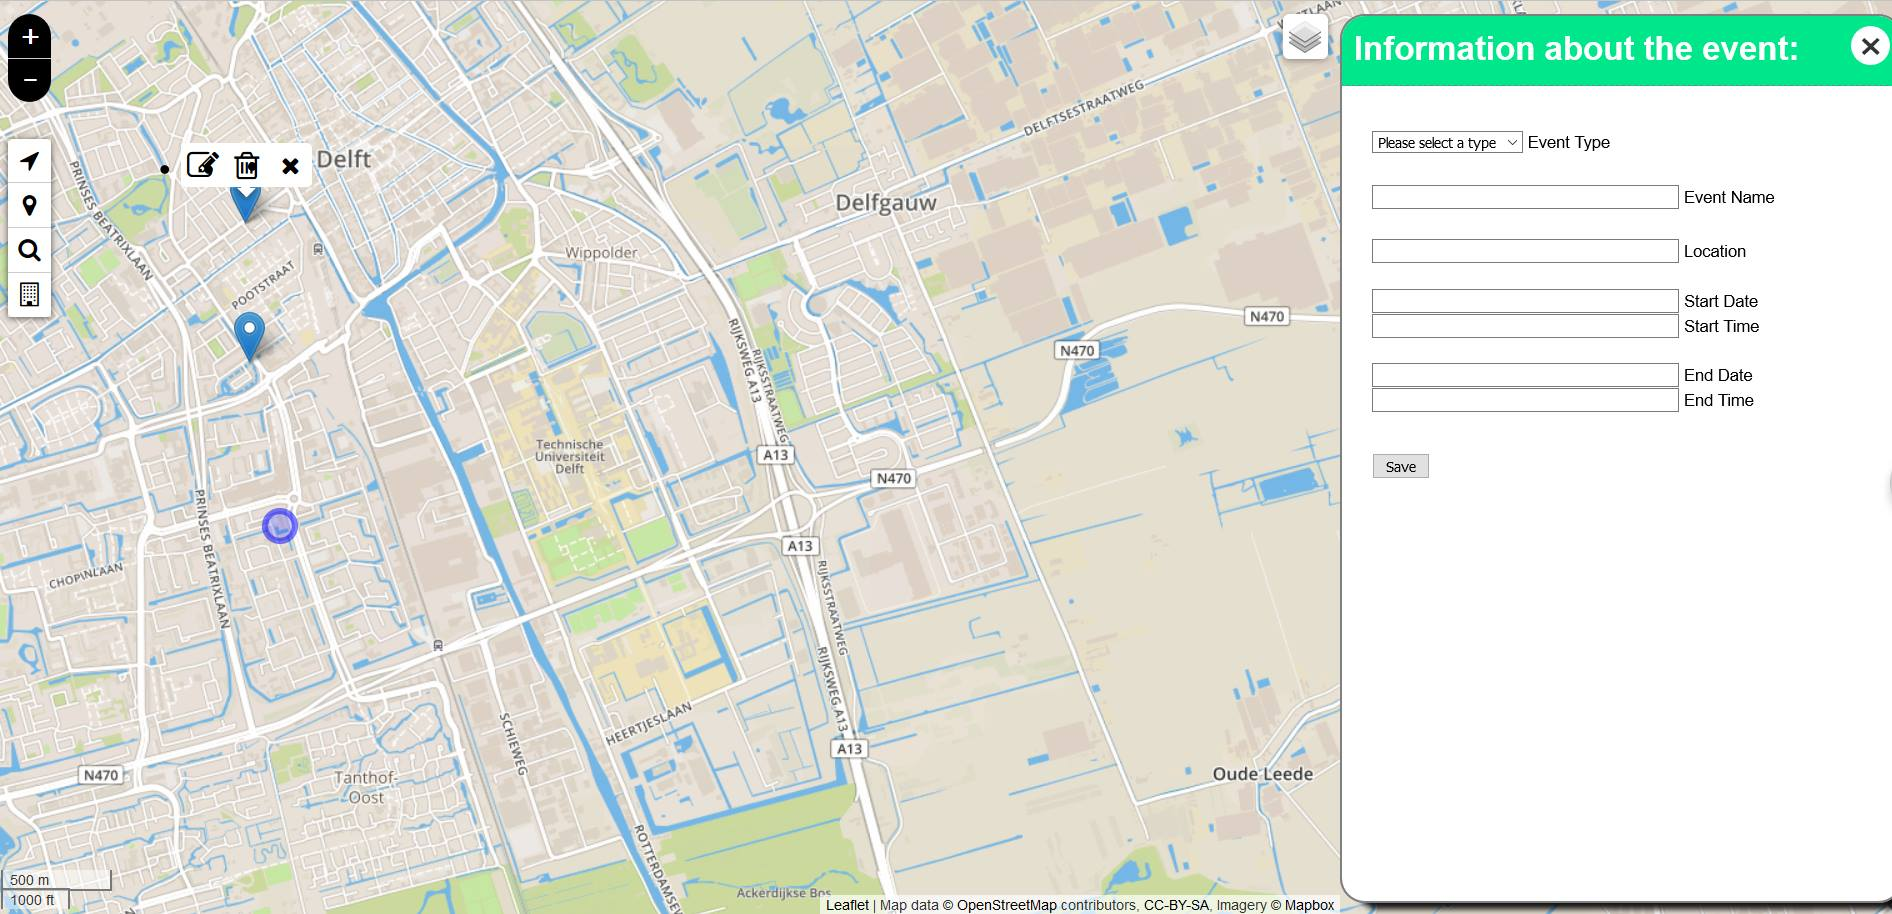 Information about the event:
Please select a type Event Type
Event Name
Location
Start Date
Start Time
End Date
End Time
Save
+
−
Delft
Delfgauw
DELFTSESTRAATWEG
Wippolder
PRINSES BEATRIXLAAN
POOTSTRAAT
N470
N470
RIJKSWEG A13
RIJKSSTRAATWEG
Technische
Universiteit
Delft
A13
N470
PRINSES BEATRIXLAAN
A13
CHOPINLAAN
RIJKSSTRAATWEG
RIJKSWEG A13
HEERTJESLAAN
SCHIEWEG
A13
N470
Tanthof-
Oost
Oude Leede
Ackerdijkse Bos
500 m
1000 ft
Leaflet | Map data © OpenStreetMap contributors, CC-BY-SA, Imagery © Mapbox